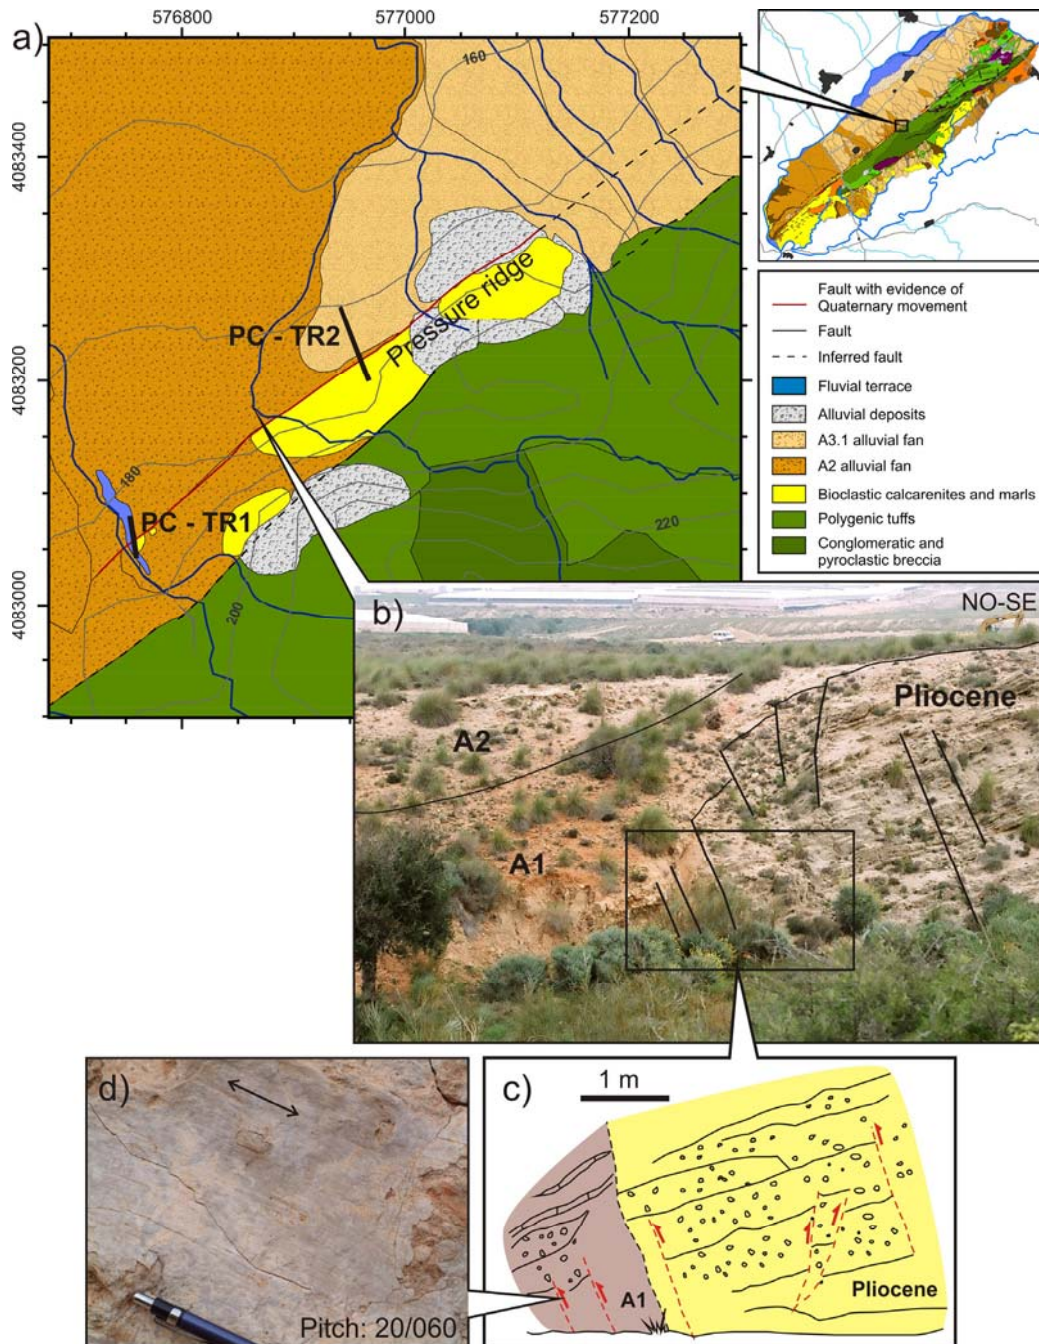 576800 577000 577200
a)
4083400
4083200
4083000
160
180
200
220
PC - TR2
Pressure ridge
PC - TR1
Fault with evidence of
Quaternary movement
Fault
Inferred fault
Fluvial terrace
Alluvial deposits
A3.1 alluvial fan
A2 alluvial fan
Bioclastic calcarenites and marls
Polygenic tuffs
Conglomeratic and
pyroclastic breccia
b)
NO-SE
A2
Pliocene
A1
d)
Pitch: 20/060
c)
1 m
A1
Pliocene